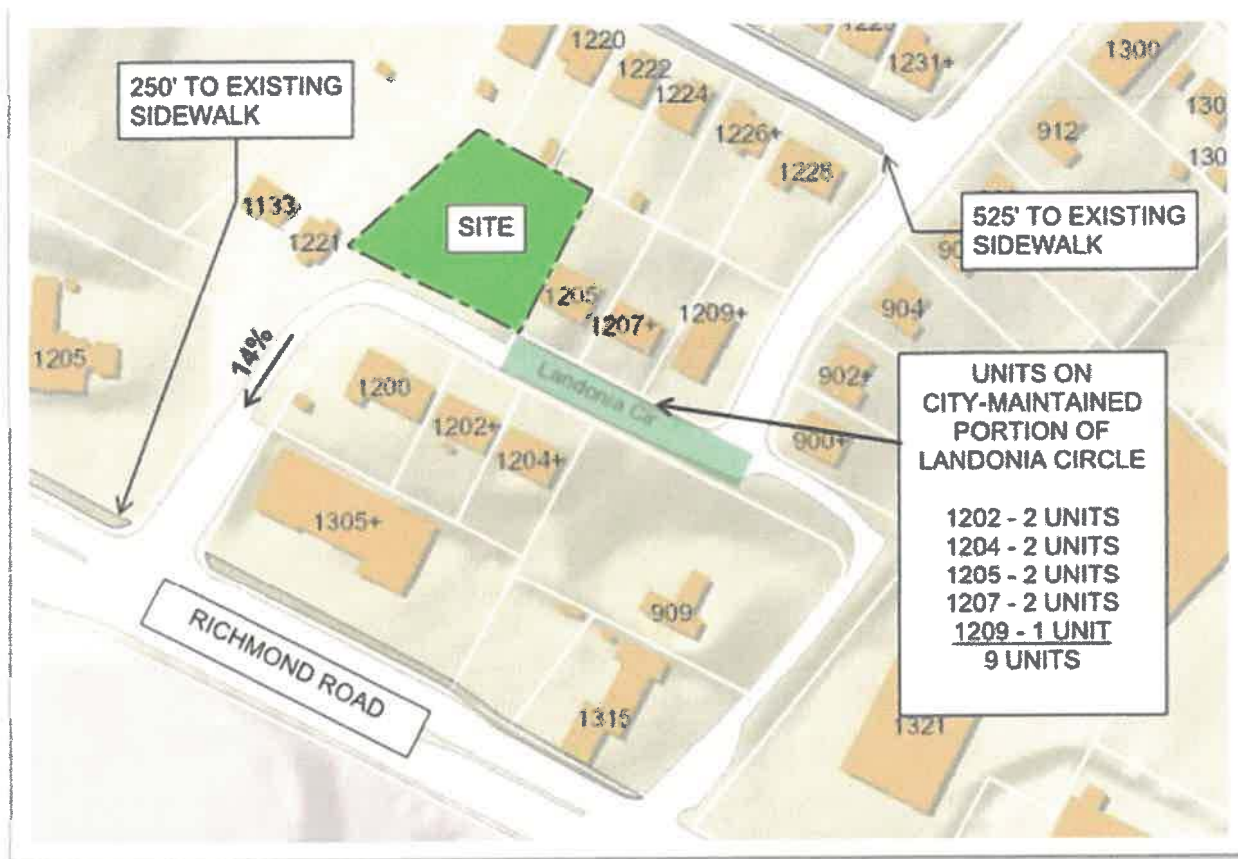 1220
1222
1224
1226+
1228
1231+
1300
912
130
130
250' TO EXISTING
SIDEWALK
1133
1221
SITE
525' TO EXISTING
SIDEWALK
904
902+
900+
1205
1205
1207+
1209+
14%
Landonia Cir
1200
1202+
1204+
1305+
909
1315
1321
RICHMOND ROAD
UNITS ON
CITY-MAINTAINED
PORTION OF
LANDONIA CIRCLE
1202 - 2 UNITS
1204 - 2 UNITS
1205 - 2 UNITS
1207 - 2 UNITS
1209 - 1 UNIT
9 UNITS